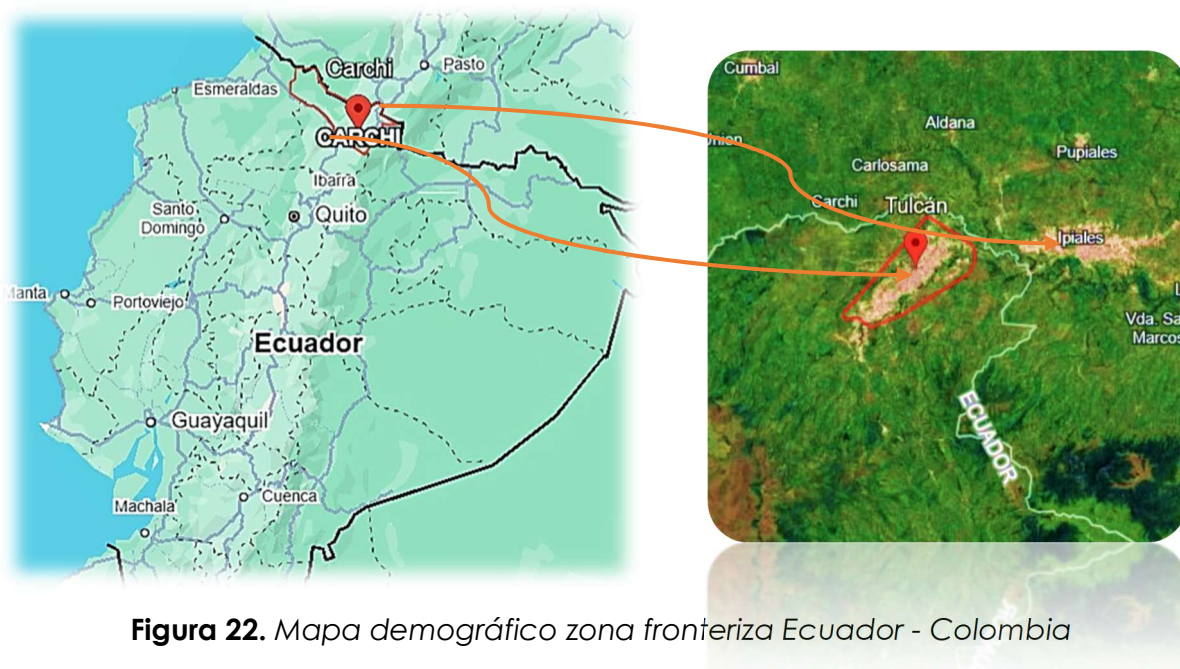 Carchi
Pasto
Esmeraldas
CARCHI
Ibarra
Quito
Santo
Domingo
Manta
Portoviejo
Ecuador
Guayaquil
Machala
Cuenca
Cumbal
Aldana
Pupiales
Carlosama
Carchi
Tulcán
Ipiales
Vda. Sa
Marcos
ECUADOR
Figura 22. Mapa demográfico zona fronteriza Ecuador - Colombia